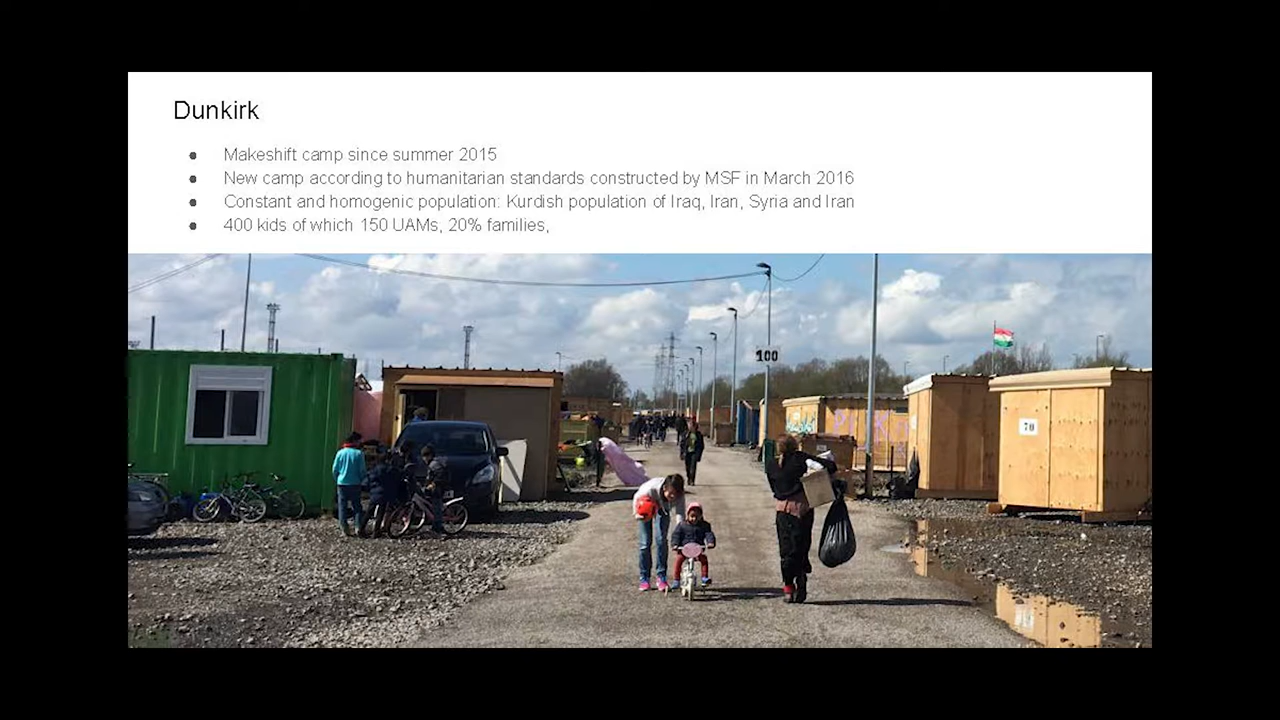 Dunkirk
● Makeshift camp since summer 2015
● New camp according to humanitarian standards constructed by MSF in March 2016
● Constant and homogenic population: Kurdish population of Iraq, Iran, Syria and Iran
● 400 kids of which 150 UAMs, 20% families,
100
70